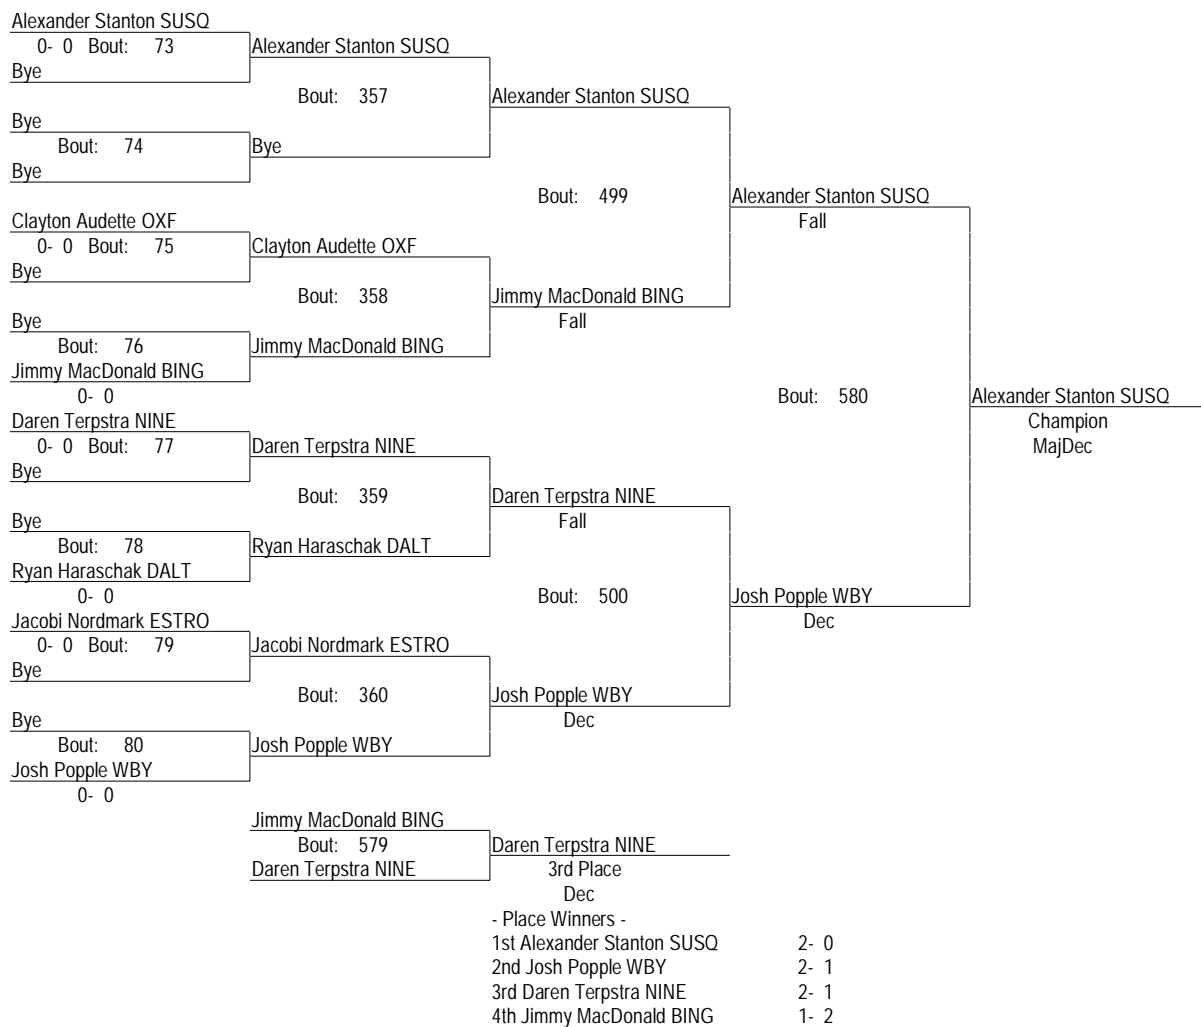 Alexander Stanton SUSQ
0- 0 Bout: 73
Alexander Stanton SUSQ
Bye
Bout: 357
Alexander Stanton SUSQ
Bye
Bout: 74
Bye
Bye
Bout: 499
Alexander Stanton SUSQ
Fall
Clayton Audette OXF
0- 0 Bout: 75
Clayton Audette OXF
Bye
Bout: 358
Jimmy MacDonald BING
Fall
Bye
Bout: 76
Jimmy MacDonald BING
Jimmy MacDonald BING
0- 0
Bout: 580
Alexander Stanton SUSQ
Champion
MajDec
Daren Terpstra NINE
0- 0 Bout: 77
Daren Terpstra NINE
Bye
Bout: 359
Daren Terpstra NINE
Fall
Bye
Bout: 78
Ryan Haraschak DALT
Ryan Haraschak DALT
0- 0
Bout: 500
Josh Popple WBY
Dec
Jacobi Nordmark ESTRO
0- 0 Bout: 79
Jacobi Nordmark ESTRO
Bye
Bout: 360
Josh Popple WBY
Dec
Bye
Bout: 80
Josh Popple WBY
Josh Popple WBY
0- 0
Jimmy MacDonald BING
Bout: 579
Daren Terpstra NINE
Daren Terpstra NINE
3rd Place
Dec
- Place Winners -
1st Alexander Stanton SUSQ 2- 0
2nd Josh Popple WBY 2- 1
3rd Daren Terpstra NINE 2- 1
4th Jimmy MacDonald BING 1- 2